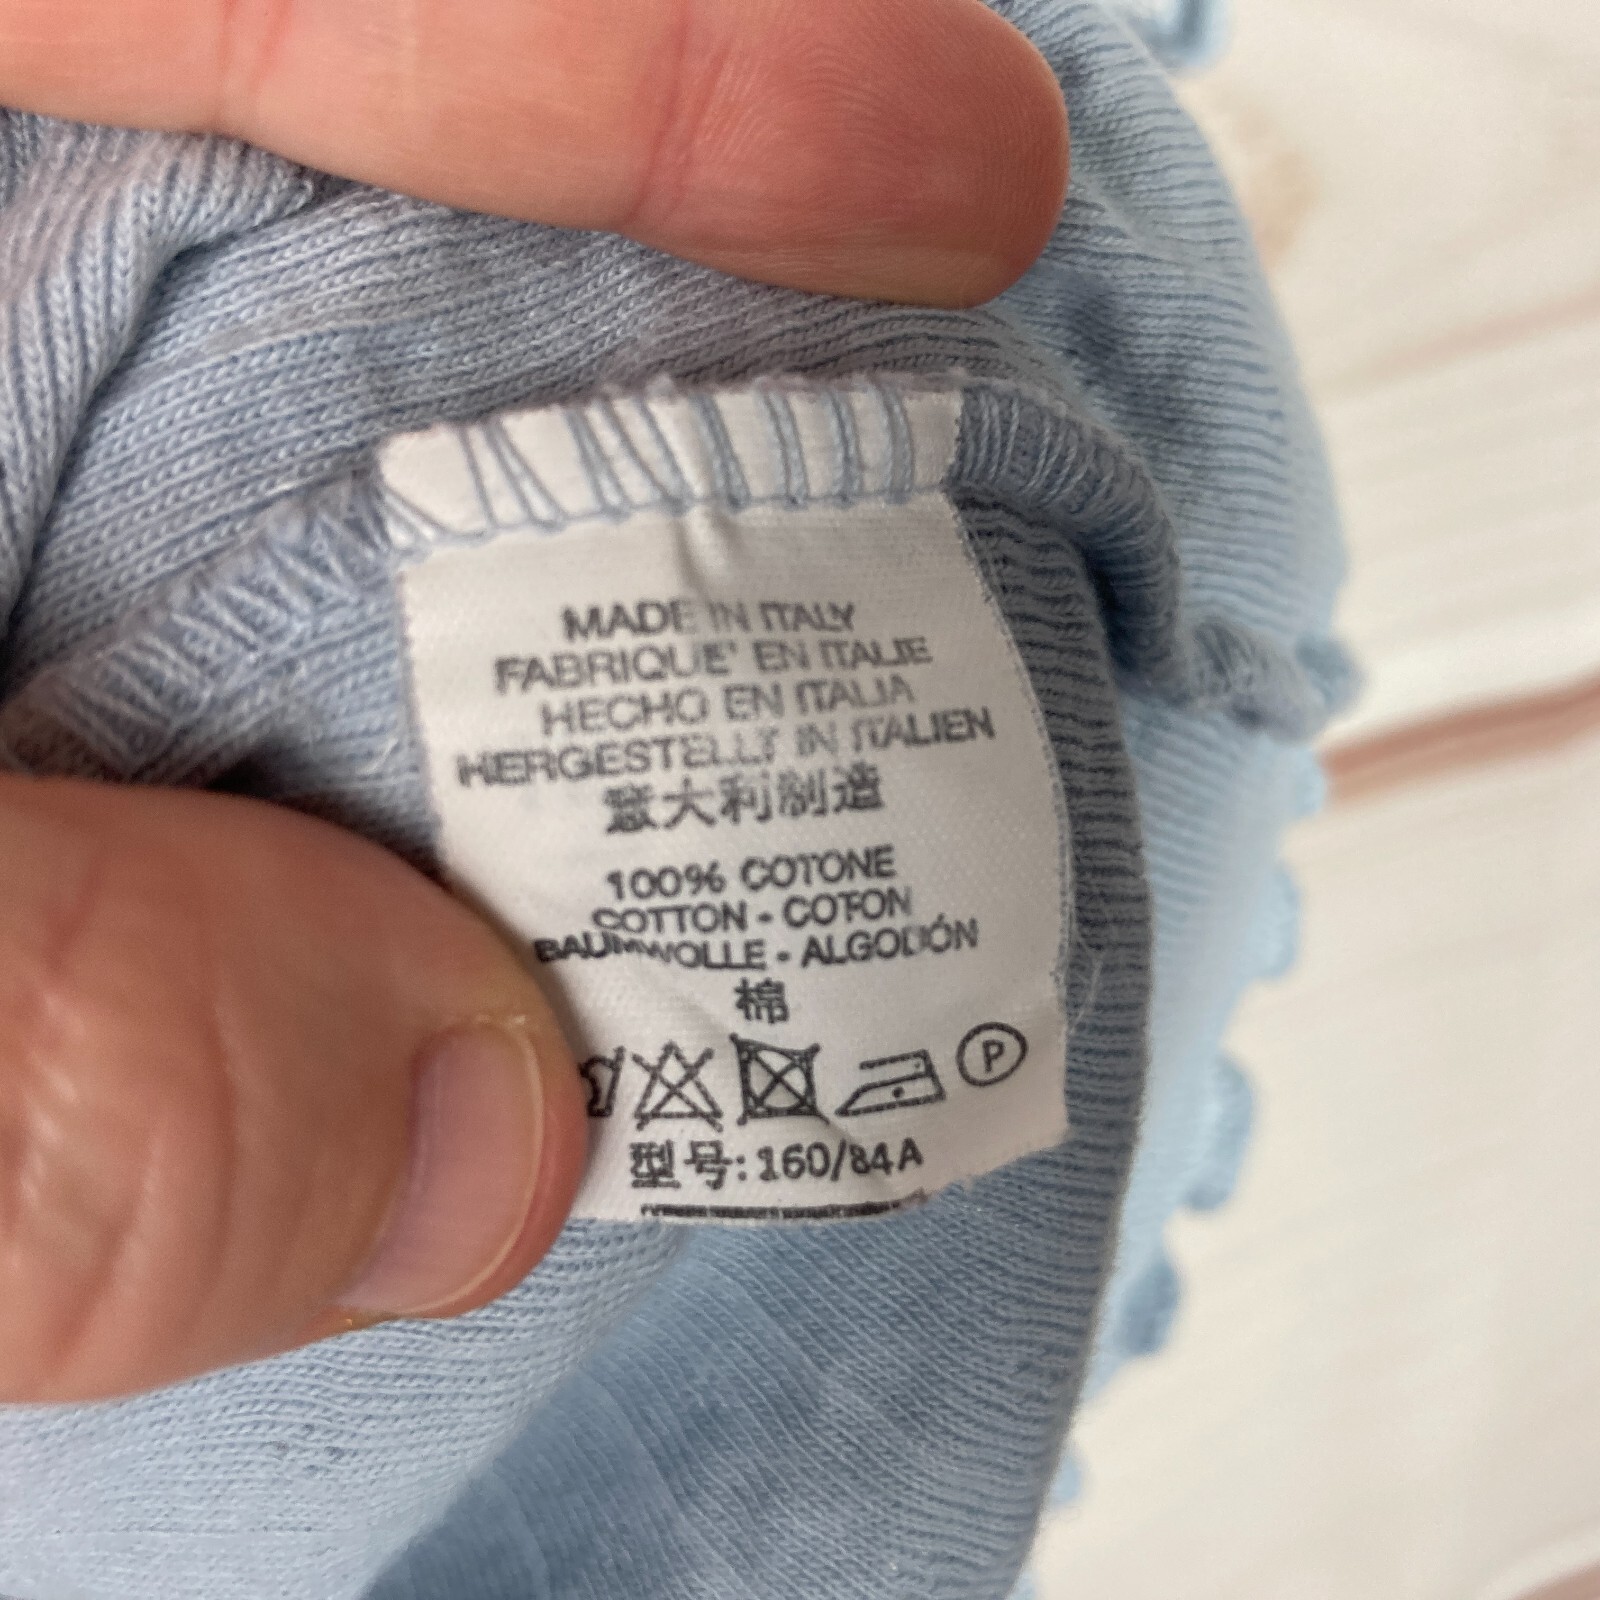 MADE IN ITALY
FABRIQUE' EN ITALIE
HECHO EN ITALIA
HERGESTELLT IN ITALIEN
意大利制造
100% COTONE
COTTON - COTON
BAUMWOLLE - ALGODÓN
棉
P
型号:160/84A